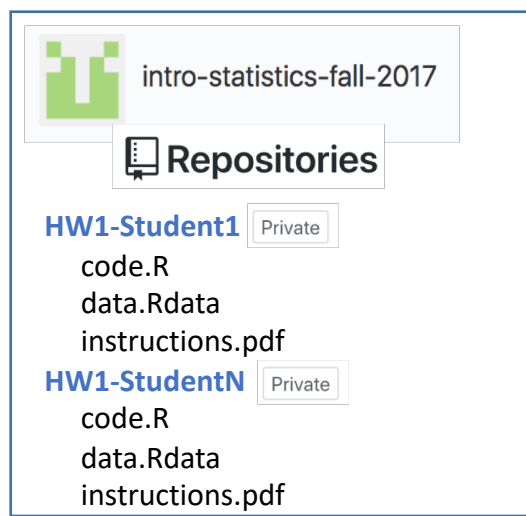 intro-statistics-fall-2017
Repositories
HW1-Student1 Private
code.R
data.Rdata
instructions.pdf
HW1-StudentN Private
code.R
data.Rdata
instructions.pdf